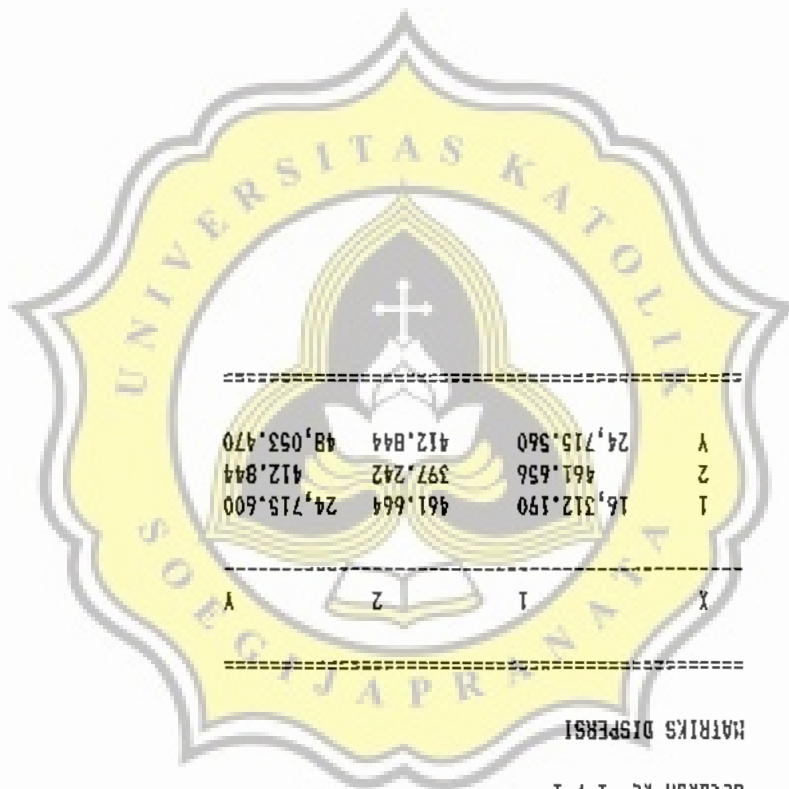 UNIVERSITAS KATOLIK
SOEGIJAPRANATA
MATRIKS DISPERSI
X 1 2 Y
1 16,312.190 461.664 24,715.600
2 461.656 397.242 412.844
Y 24,715.560 412.844 48,053.470